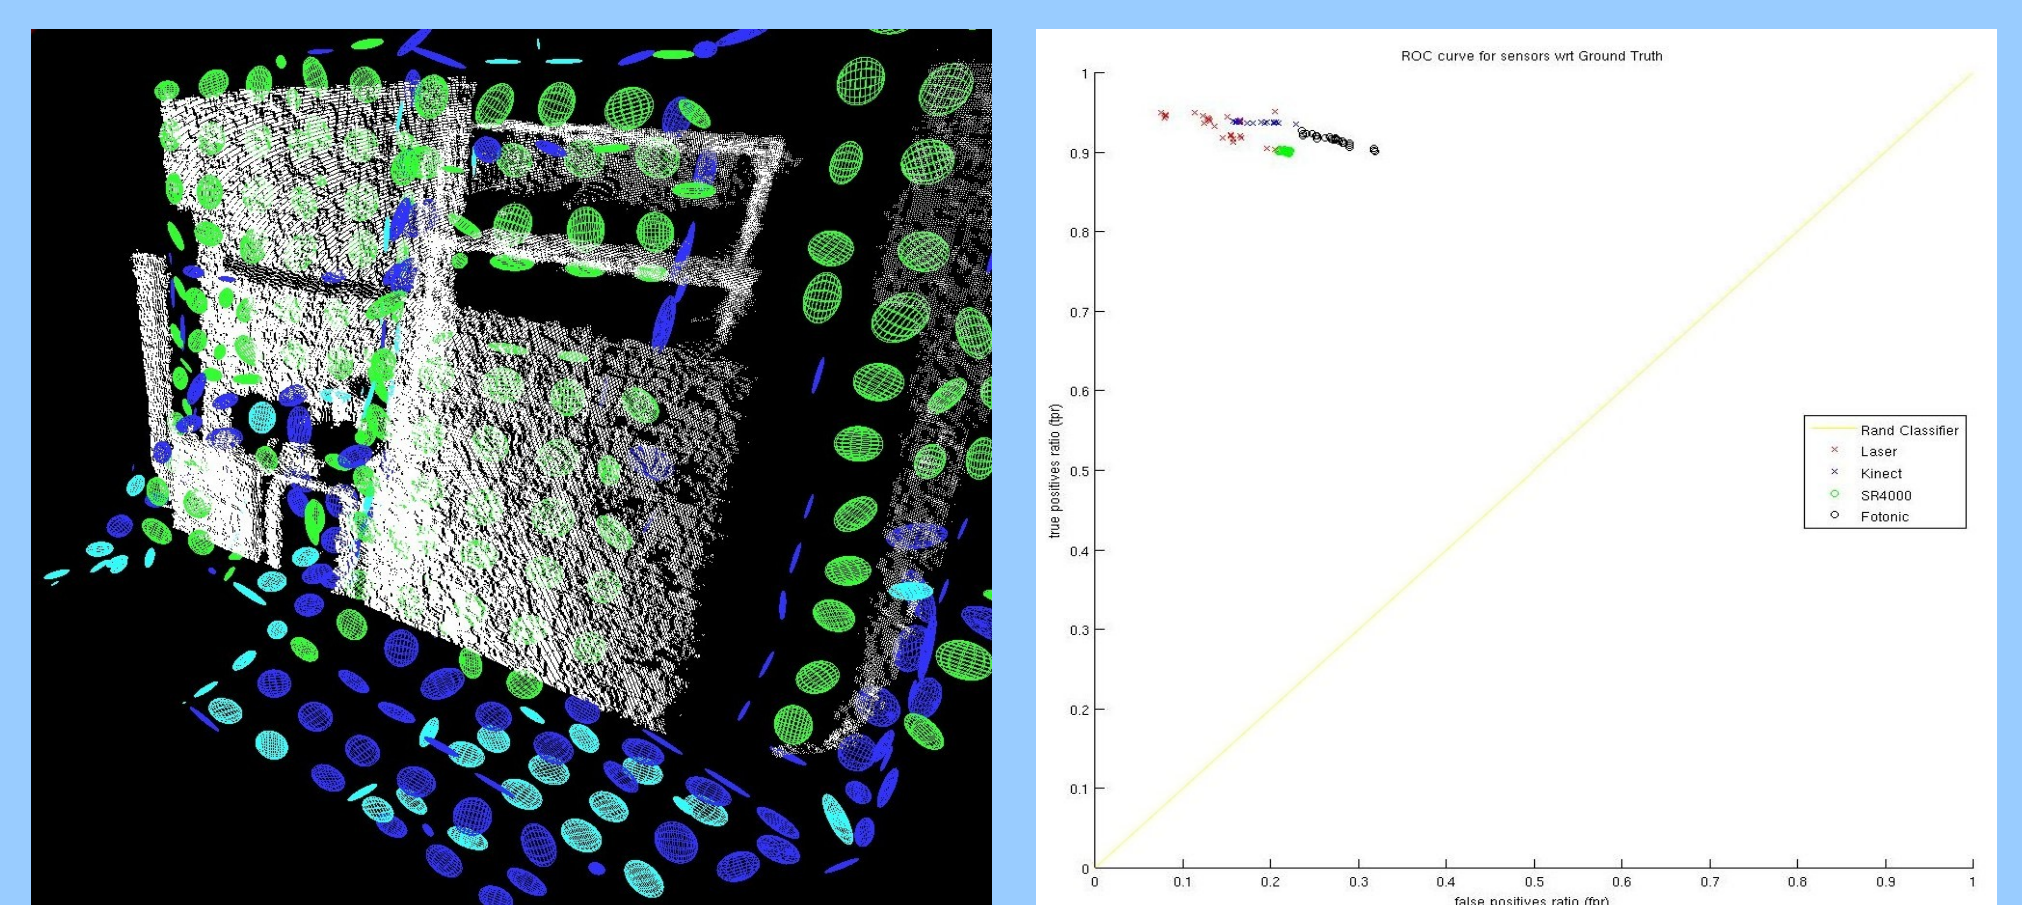 ROC curve for sensors wrt Ground Truth
1
0.9
0.8
0.7
0.6
0.5
0.4
0.3
0.2
0.1
0
true positives ratio (tpr)
Rand Classifier
Laser
Kinect
SR4000
Fotonic
0 0.1 0.2 0.3 0.4 0.5 0.6 0.7 0.8 0.9 1
false positives ratio (fpr)